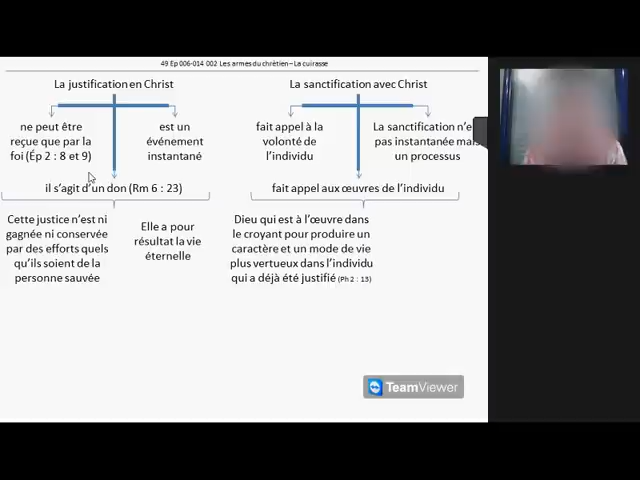 49 Ep 006-014 002 Les armes du chrétien – La cuirasse
La justification en Christ
ne peut être
reçue que par la
foi (Ép 2 : 8 et 9)
est un
événement
instantané
il s'agit d'un don (Rm 6 : 23)
Cette justice n'est ni
gagnée ni conservée
par des efforts quels
qu'ils soient de la
personne sauvée
Elle a pour
résultat la vie
éternelle
La sanctification avec Christ
fait appel à la
volonté de
l'individu
La sanctification n'e
pas instantanée mais
un processus
fait appel aux œuvres de l'individu
Dieu qui est à l'œuvre dans
le croyant pour produire un
caractère et un mode de vie
plus vertueux dans l'individu
qui a déjà été justifié (Ph 2 : 13)
TeamViewer